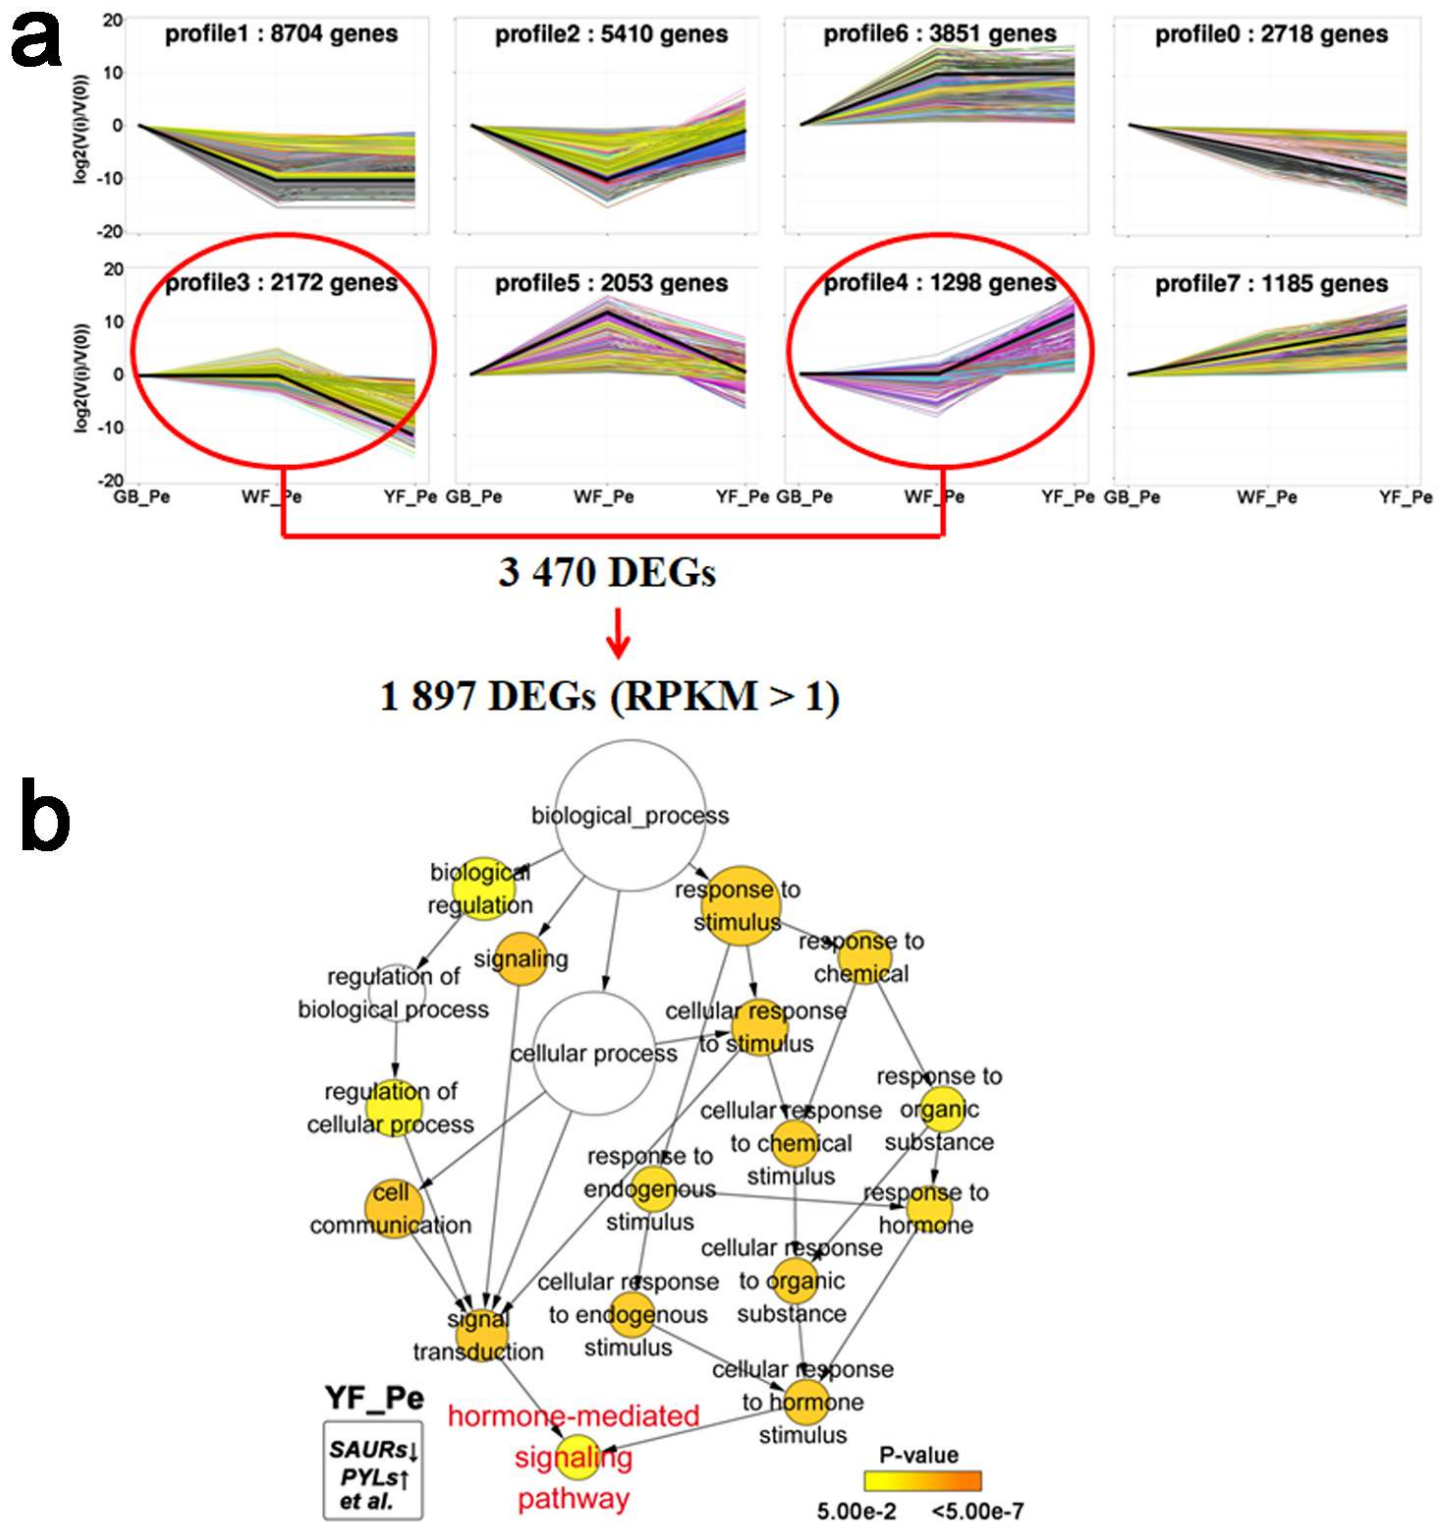 a
profile1 : 8704 genes
profile2 : 5410 genes
profile6 : 3851 genes
profile0 : 2718 genes
log2(V(i)/V(0))
20
10
0
-10
-20
profile3 : 2172 genes
profile5 : 2053 genes
profile4 : 1298 genes
profile7 : 1185 genes
log2(V(i)/V(0))
20
10
0
-10
-20
GB_Pe WF_Pe YF_Pe GB_Pe WF_Pe YF_Pe GB_Pe WF_Pe YF_Pe GB_Pe WF_Pe YF_Pe
3 470 DEGs
1 897 DEGs (RPKM > 1)
b
biological_process
biological
regulation
response to
stimulus
signaling
response to
chemical
regulation of
biological process
cellular response
to stimulus
cellular process
regulation of
cellular process
response to
organic
substance
cellular response
to chemical
stimulus
response to
endogenous
stimulus
cell
communication
response to
hormone
cellular response
to organic
substance
cellular response
to endogenous
stimulus
signal
transduction
cellular response
to hormone
stimulus
hormone-mediated
signaling
pathway
YF_Pe
SAURs↓
PYLs↑
et al.
P-value
5.00e-2 <5.00e-7